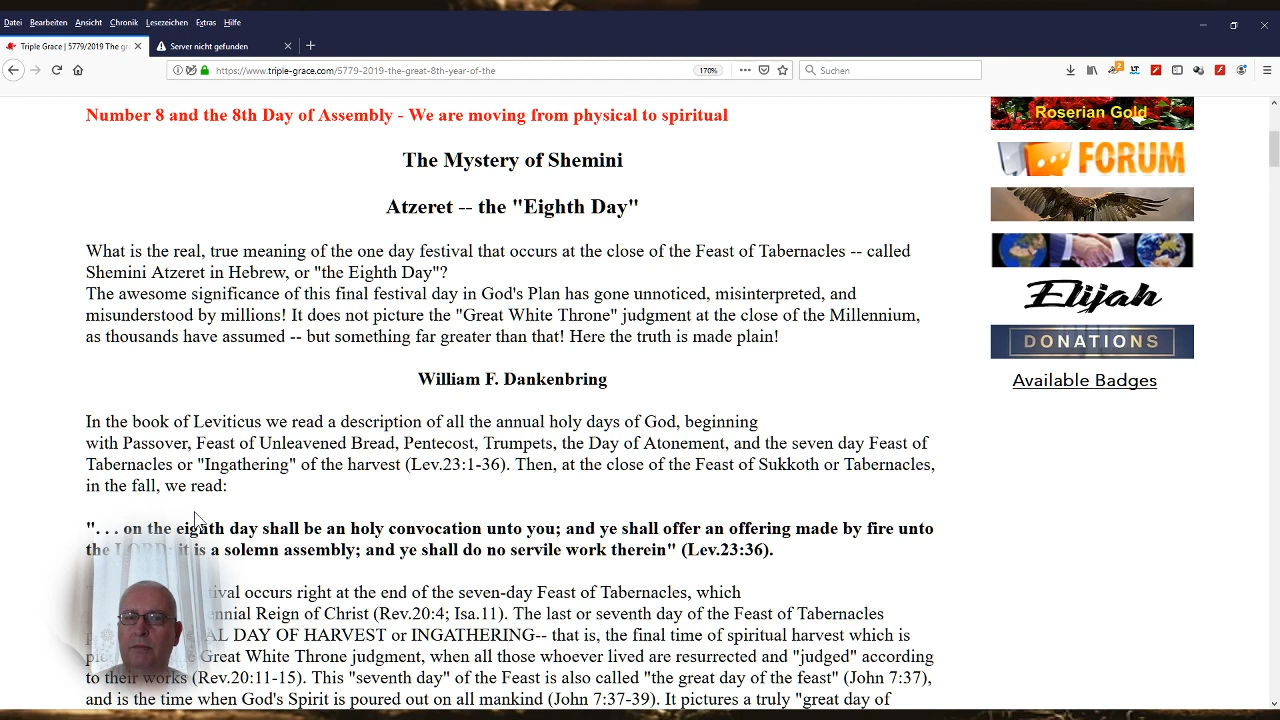 Datei Bearbeiten Ansicht Chronik Lesezeichen Extras Hilfe
Triple Grace | 5779/2019 The gr
Server nicht gefunden
https://www.triple-grace.com/5779-2019-the-great-8th-year-of-the
170%
Suchen
2
Number 8 and the 8th Day of Assembly - We are moving from physical to spiritual
The Mystery of Shemini
Atzeret -- the "Eighth Day"
What is the real, true meaning of the one day festival that occurs at the close of the Feast of Tabernacles -- called
Shemini Atzeret in Hebrew, or "the Eighth Day"?
The awesome significance of this final festival day in God's Plan has gone unnoticed, misinterpreted, and
misunderstood by millions! It does not picture the "Great White Throne" judgment at the close of the Millennium,
as thousands have assumed -- but something far greater than that! Here the truth is made plain!
William F. Dankenbring
In the book of Leviticus we read a description of all the annual holy days of God, beginning
with Passover, Feast of Unleavened Bread, Pentecost, Trumpets, the Day of Atonement, and the seven day Feast of
Tabernacles or "Ingathering" of the harvest (Lev.23:1-36). Then, at the close of the Feast of Sukkoth or Tabernacles,
in the fall, we read:
". . . on the eighth day shall be an holy convocation unto you; and ye shall offer an offering made by fire unto
the LORD: it is a solemn assembly; and ye shall do no servile work therein" (Lev.23:36).
occurs right at the end of the seven-day Feast of Tabernacles, which
Reign of Christ (Rev.20:4; Isa.11). The last or seventh day of the Feast of Tabernacles
DAY OF HARVEST or INGATHERING-- that is, the final time of spiritual harvest which is
Great White Throne judgment, when all those whoever lived are resurrected and "judged" according
to their works (Rev.20:11-15). This "seventh day" of the Feast is also called "the great day of the feast" (John 7:37),
and is the time when God's Spirit is poured out on all mankind (John 7:37-39). It pictures a truly "great day of
Roserian Gold
FORUM
Elijah
DONATIONS
Available Badges